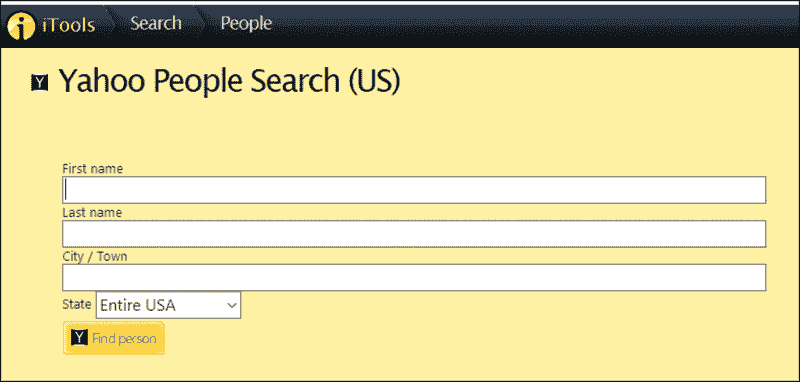 iTools Search People
Y Yahoo People Search (US)
First name
Last name
City / Town
State Entire USA
Y Find person